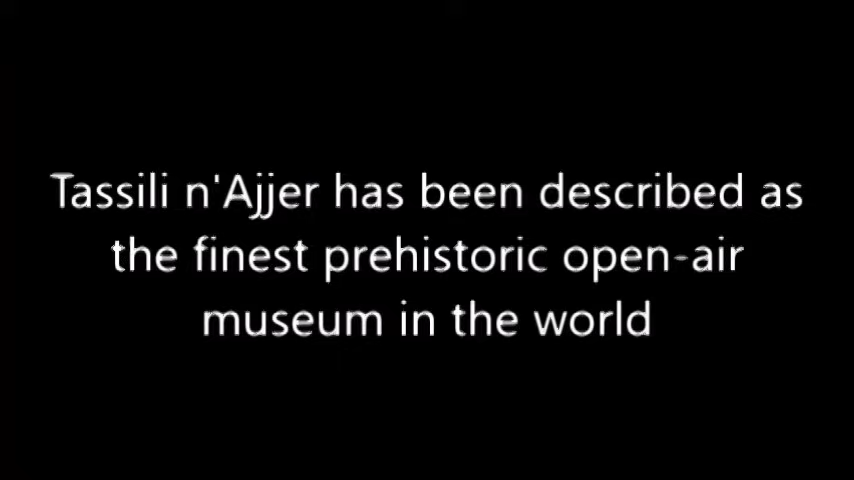 Tassili n'Ajjer has been described as
the finest prehistoric open-air
museum in the world